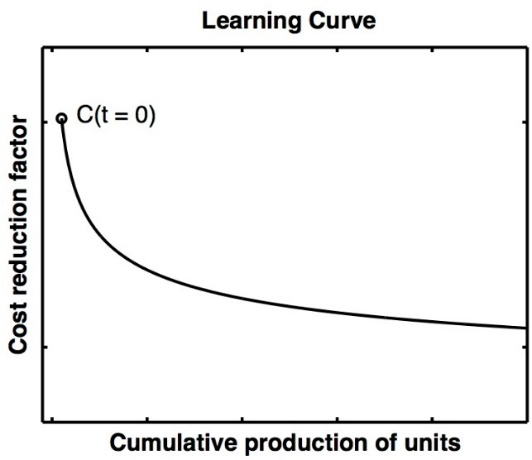 Learning Curve
C(t = 0)
Cost reduction factor
Cumulative production of units